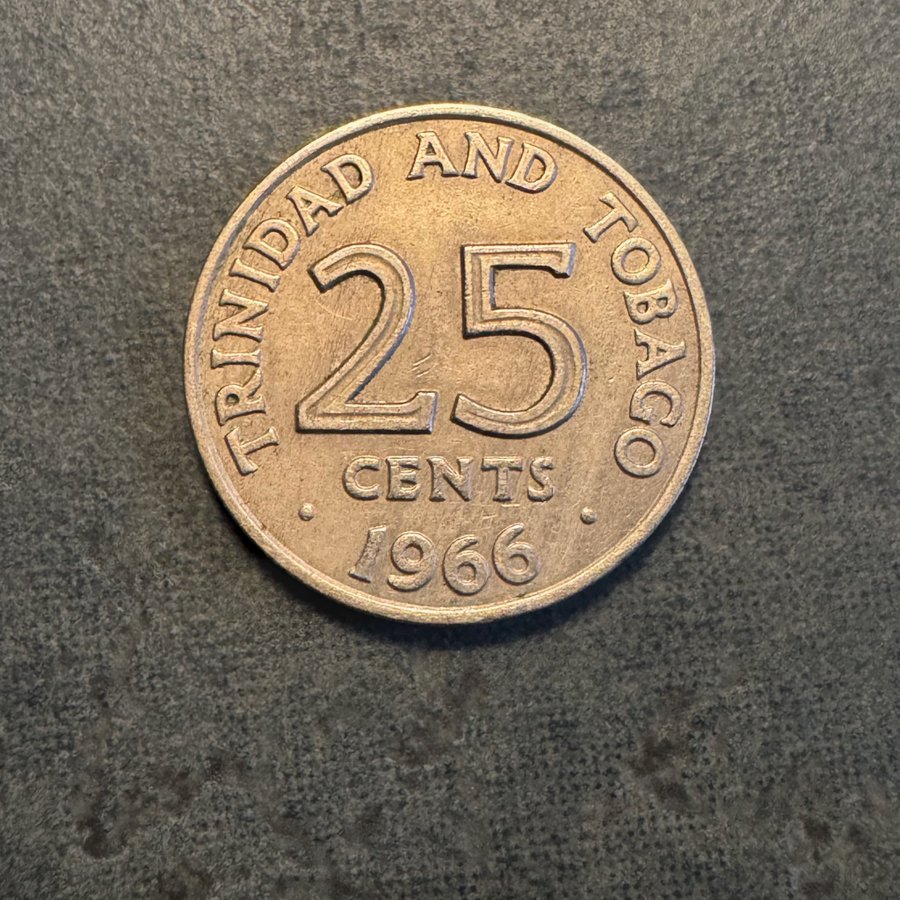 TRINIDAD AND TOBAGO
25
CENTS
· 1966 ·